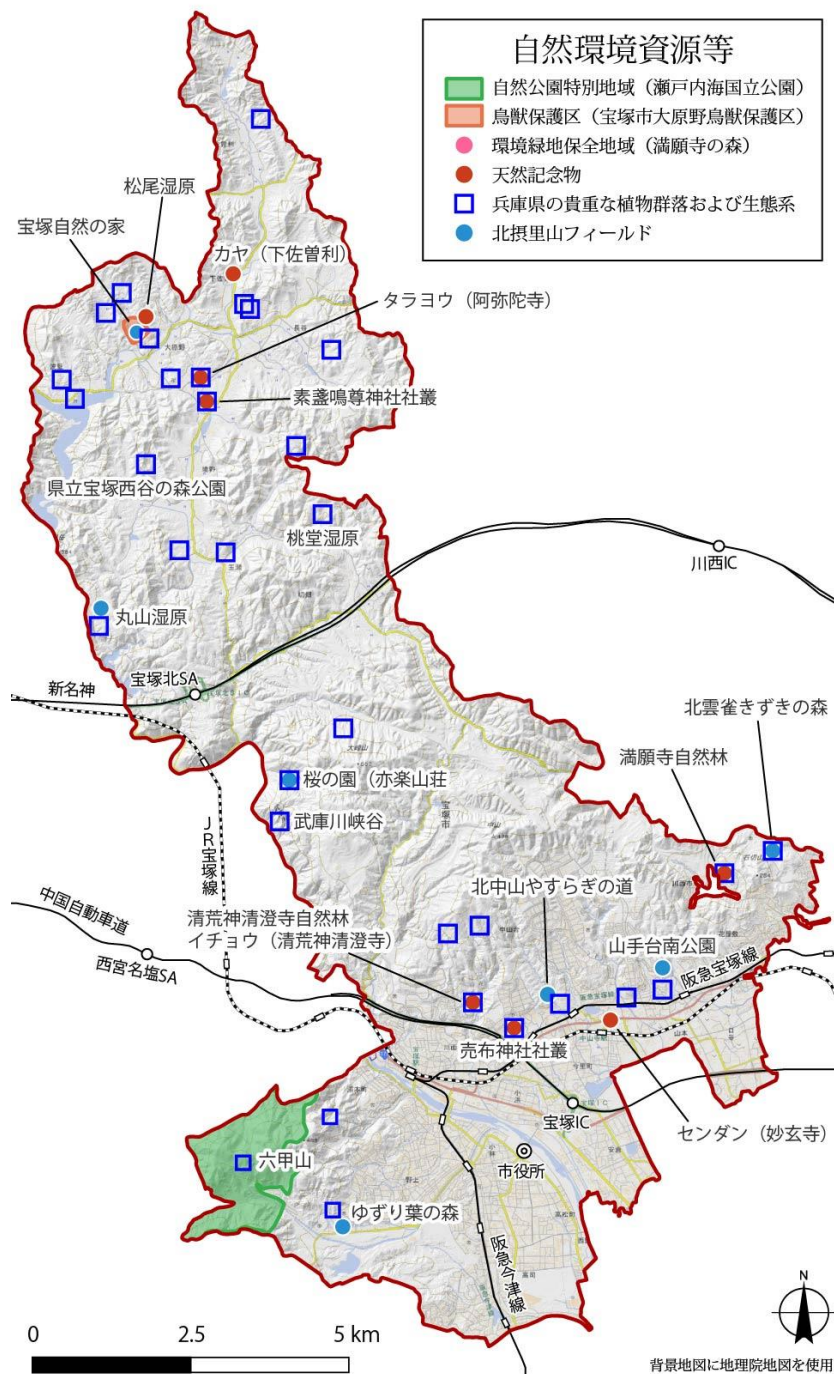 自然環境資源等
自然公園特別地域（瀬戸内海国立公園）
鳥獣保護区（宝塚市大原野鳥獣保護区）
環境緑地保全地域（満願寺の森）
天然記念物
兵庫県の貴重な植物群落および生態系
北摂里山フィールド
松尾湿原
宝塚自然の家
カヤ（下佐曽利）
タラヨウ（阿弥陀寺）
長谷
大原野
素盞嗚尊神社社叢
県立宝塚西谷の森公園
桃堂湿原
川西IC
玉瀬
切畑
丸山湿原
宝塚北SA
新名神
北雲雀きずきの森
満願寺自然林
桜の園（亦楽山荘
武庫川峡谷
宝塚市
JR宝塚線
北中山やすらぎの道
中国自動車道
清荒神清澄寺自然林
イチョウ（清荒神清澄寺）
西宮名塩SA
山手台南公園
阪急宝塚線
売布神社社叢
宝塚IC
センダン（妙玄寺）
六甲山
市役所
ゆずり葉の森
阪急今津線
N
0
2.5
5 km
背景地図に地理院地図を使用